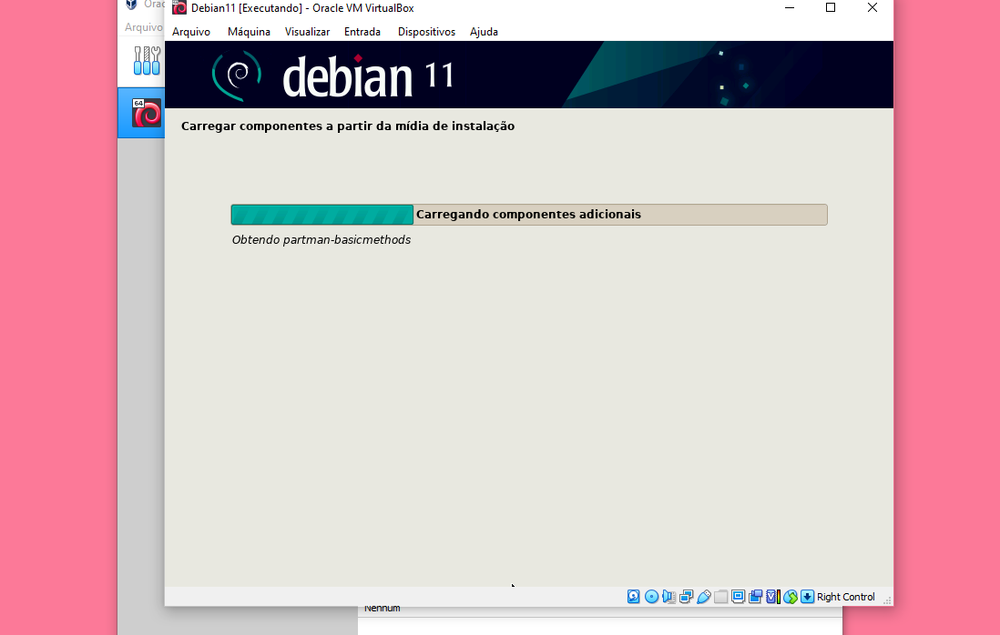 Orac
Debian11 [Executando] - Oracle VM VirtualBox
Arquivo
Arquivo Máquina Visualizar Entrada Dispositivos Ajuda
debian 11
64
Carregar componentes a partir da mídia de instalação
Carregando componentes adicionais
Obtendo partman-basicmethods
Right Control
Nenhum